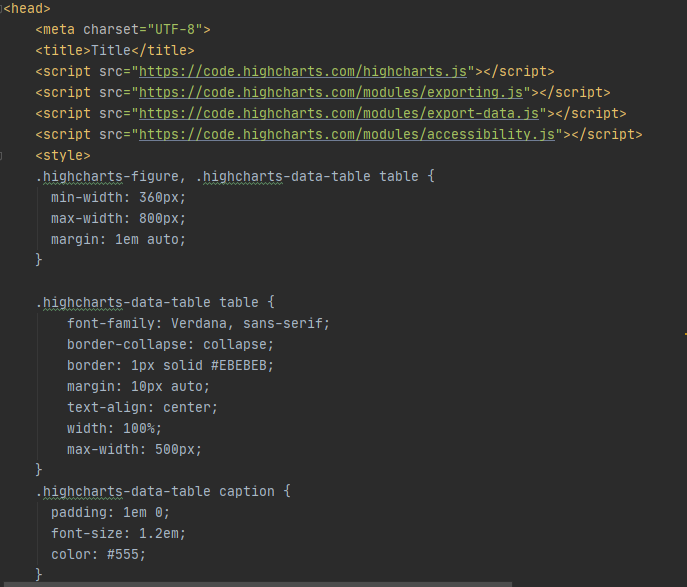 <head>
    <meta charset="UTF-8">
    <title>Title</title>
    <script src="https://code.highcharts.com/highcharts.js"></script>
    <script src="https://code.highcharts.com/modules/exporting.js"></script>
    <script src="https://code.highcharts.com/modules/export-data.js"></script>
    <script src="https://code.highcharts.com/modules/accessibility.js"></script>
    <style>
    .highcharts-figure, .highcharts-data-table table {
      min-width: 360px;
      max-width: 800px;
      margin: 1em auto;
    }

    .highcharts-data-table table {
        font-family: Verdana, sans-serif;
        border-collapse: collapse;
        border: 1px solid #EBEBEB;
        margin: 10px auto;
        text-align: center;
        width: 100%;
        max-width: 500px;
    }
    .highcharts-data-table caption {
      padding: 1em 0;
      font-size: 1.2em;
      color: #555;
    }